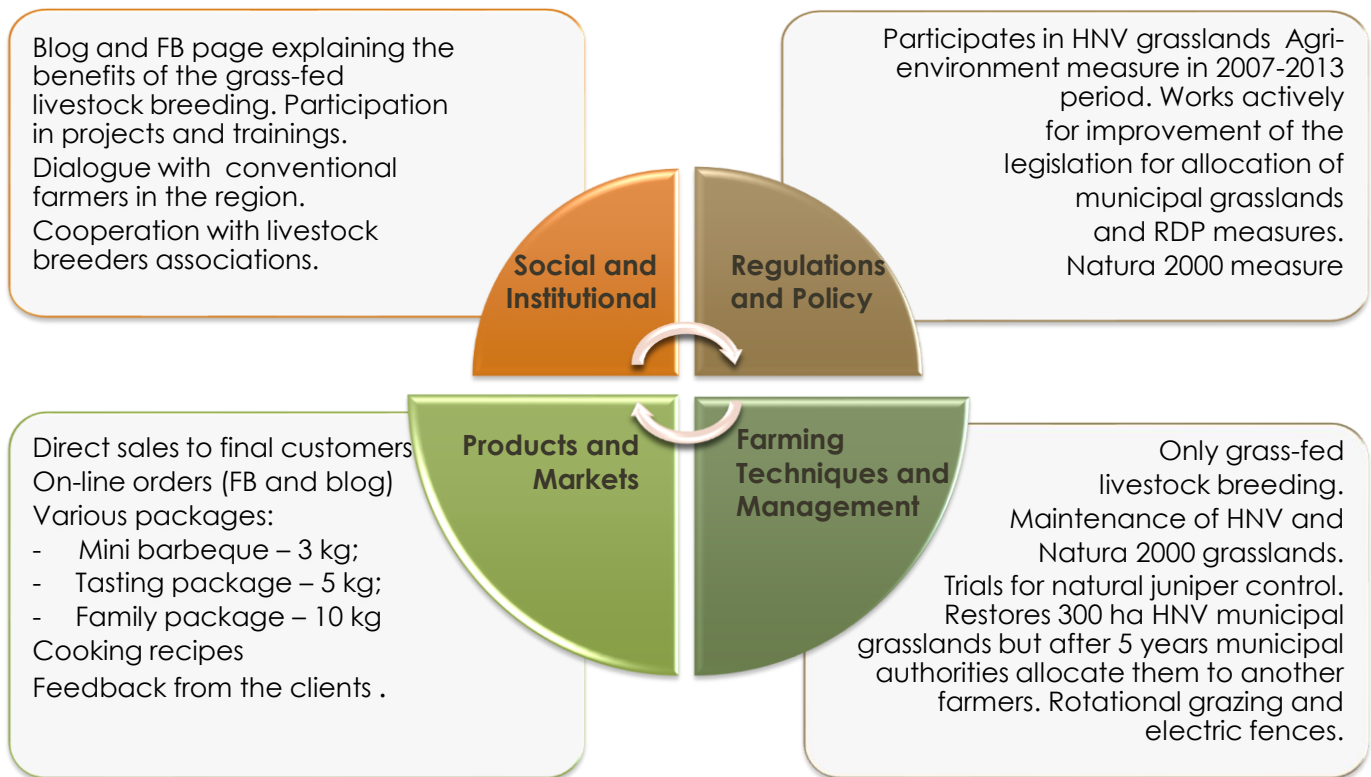 Blog and FB page explaining the
benefits of the grass-fed
livestock breeding. Participation
in projects and trainings.
Dialogue with conventional
farmers in the region.
Cooperation with livestock
breeders associations.
Participates in HNV grasslands Agri-
environment measure in 2007-2013
period. Works actively
for improvement of the
legislation for allocation of
municipal grasslands
and RDP measures.
Natura 2000 measure
Social and
Institutional
Regulations
and Policy
Products and
Markets
Farming
Techniques and
Management
Direct sales to final customers
On-line orders (FB and blog)
Various packages:
- Mini barbeque – 3 kg;
- Tasting package – 5 kg;
- Family package – 10 kg
Cooking recipes
Feedback from the clients .
Only grass-fed
livestock breeding.
Maintenance of HNV and
Natura 2000 grasslands.
Trials for natural juniper control.
Restores 300 ha HNV municipal
grasslands but after 5 years municipal
authorities allocate them to another
farmers. Rotational grazing and
electric fences.